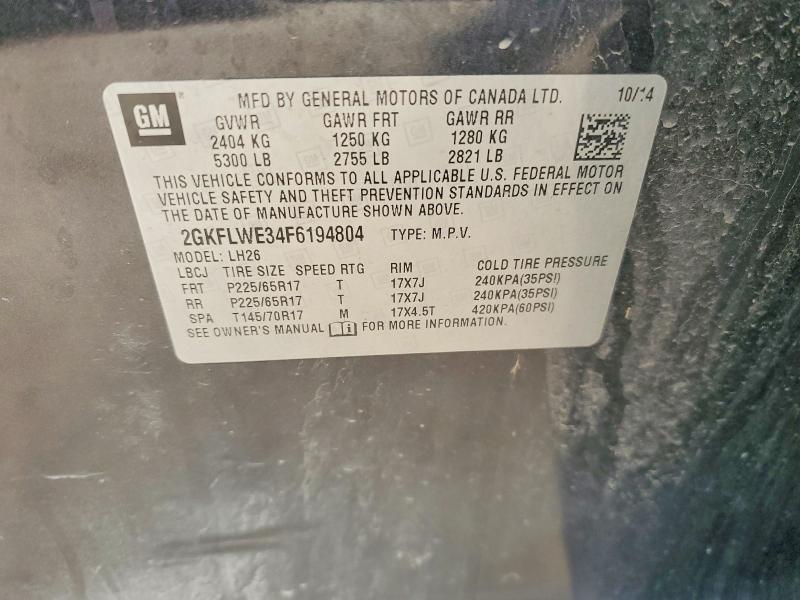 GM
MFD BY GENERAL MOTORS OF CANADA LTD. 10/14
GVWR GAWR FRT GAWR RR
2404 KG 1250 KG 1280 KG
5300 LB 2755 LB 2821 LB
THIS VEHICLE CONFORMS TO ALL APPLICABLE U.S. FEDERAL MOTOR
VEHICLE SAFETY AND THEFT PREVENTION STANDARDS IN EFFECT ON
THE DATE OF MANUFACTURE SHOWN ABOVE.
2GKFLWE34F6194804 TYPE: M.P.V.
MODEL: LH26
LBCJ TIRE SIZE SPEED RTG RIM COLD TIRE PRESSURE
FRT P225/65R17 T 17X7J 240KPA(35PSI)
RR P225/65R17 T 17X7J 240KPA(35PSI)
SPA T145/70R17 M 17X4.5T 420KPA(60PSI)
SEE OWNER'S MANUAL FOR MORE INFORMATION.